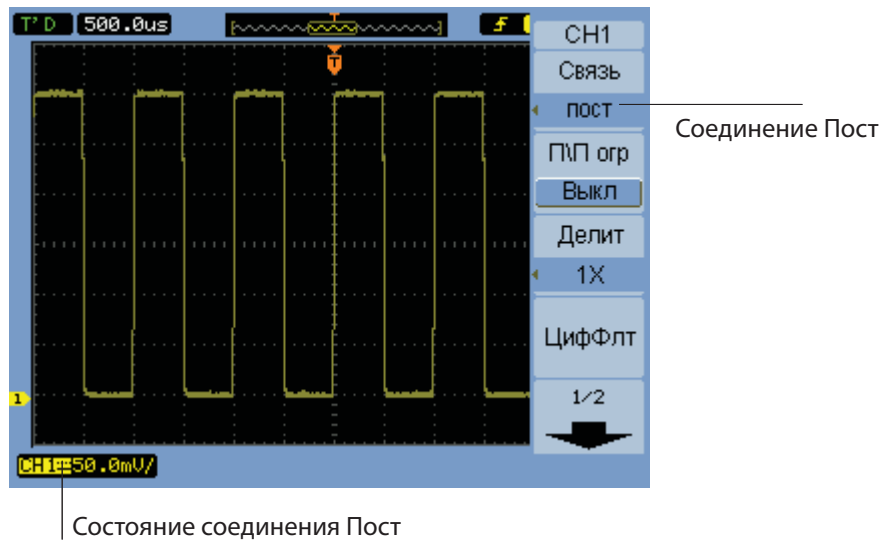 T'D 500.0us
T
T
CH1
Связь
пост
Соединение Пост
П\П огр
Выкл
Делит
1X
ЦифФлт
1/2
1
CH1 50.0mV/
Состояние соединения Пост